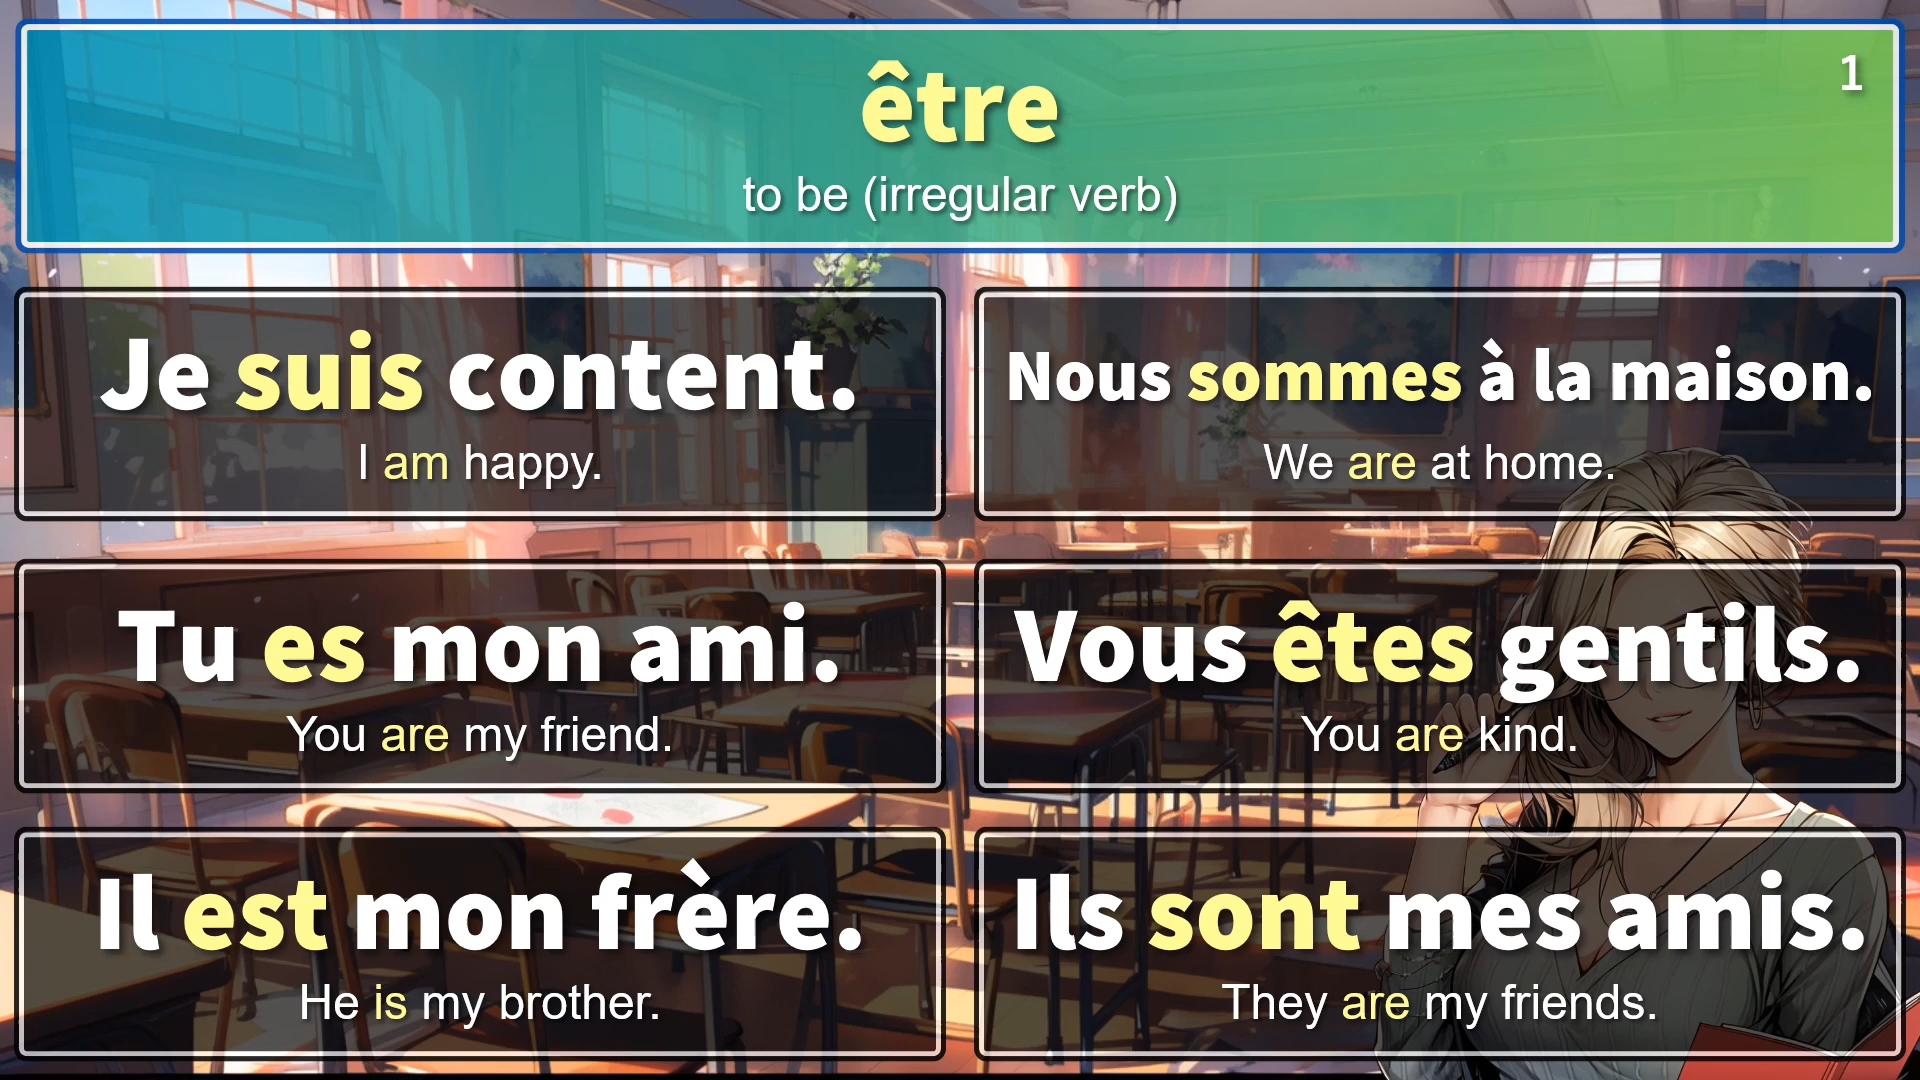 1
être
to be (irregular verb)
Je suis content.
I am happy.
Nous sommes à la maison.
We are at home.
Tu es mon ami.
You are my friend.
Vous êtes gentils.
You are kind.
Il est mon frère.
He is my brother.
Ils sont mes amis.
They are my friends.